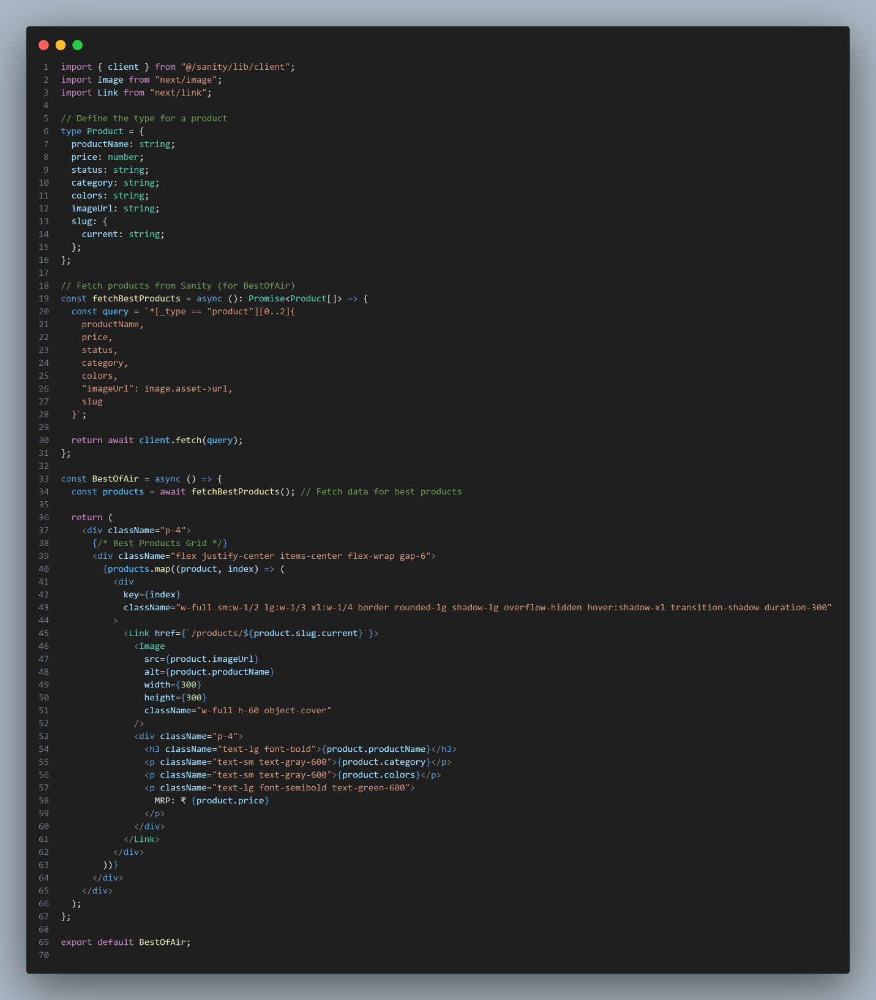 1 import { client } from "@/sanity/lib/client";
2 import Image from "next/image";
3 import Link from "next/link";
4
5 // Define the type for a product
6 type Product = {
7   productName: string;
8   price: number;
9   status: string;
10   category: string;
11   colors: string;
12   imageUrl: string;
13   slug: {
14     current: string;
15   };
16 };
17
18 // Fetch products from Sanity (for BestOfAir)
19 const fetchBestProducts = async (): Promise<Product[]> => {
20   const query = `*[_type == "product"][0..2]{
21     productName,
22     price,
23     status,
24     category,
25     colors,
26     "imageUrl": image.asset->url,
27     slug
28   }`;
29
30   return await client.fetch(query);
31 };
32
33 const BestOfAir = async () => {
34   const products = await fetchBestProducts(); // Fetch data for best products
35
36   return (
37     <div className="p-4">
38       {/* Best Products Grid */}
39       <div className="flex justify-center items-center flex-wrap gap-6">
40         {products.map((product, index) => (
41           <div
42             key={index}
43             className="w-full sm:w-1/2 lg:w-1/3 xl:w-1/4 border rounded-lg shadow-lg overflow-hidden hover:shadow-xl transition-shadow duration-300"
44           >
45             <Link href={`/products/${product.slug.current}`}>
46               <Image
47                 src={product.imageUrl}
48                 alt={product.productName}
49                 width={300}
50                 height={300}
51                 className="w-full h-60 object-cover"
52               />
53               <div className="p-4">
54                 <h3 className="text-lg font-bold">{product.productName}</h3>
55                 <p className="text-sm text-gray-600">{product.category}</p>
56                 <p className="text-sm text-gray-600">{product.colors}</p>
57                 <p className="text-lg font-semibold text-green-600">
58                   MRP: ₹ {product.price}
59                 </p>
60               </div>
61             </Link>
62           </div>
63         ))}
64       </div>
65     </div>
66   );
67 };
68
69 export default BestOfAir;
70